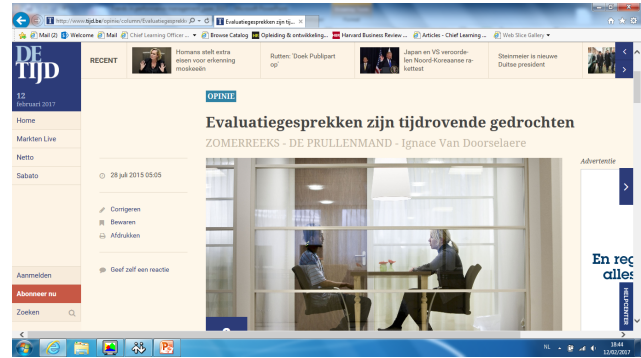 http://www.tijd.be/opinie/column/Evaluatiegesprekk
Evaluatiegesprekken zijn tij...
Mail (2)
Welcome
Mail
Chief Learning Officer ...
Browse Catalog
Opleiding & ontwikkeling...
Harvard Business Review ...
Articles - Chief Learning ...
Web Slice Gallery
DE
TIJD
12
februari 2017
Home
Markten Live
Netto
Sabato
Aanmelden
Abonneer nu
Zoeken
RECENT
Homans stelt extra
eisen voor erkenning
moskeeën
Rutten: 'Doek Publipart
op'
Japan en VS veroorde-
len Noord-Koreaanse ra-
kettest
Steinmeier is nieuwe
Duitse president
OPINIE
Evaluatiegesprekken zijn tijdrovende gedrochten
ZOMERREEKS - DE PRULLENMAND - Ignace Van Doorselaere
28 juli 2015 05:05
Corrigeren
Bewaren
Afdrukken
Geef zelf een reactie
Advertentie
En reg
alles
HELPCENTER
NL
18:44
12/02/2017